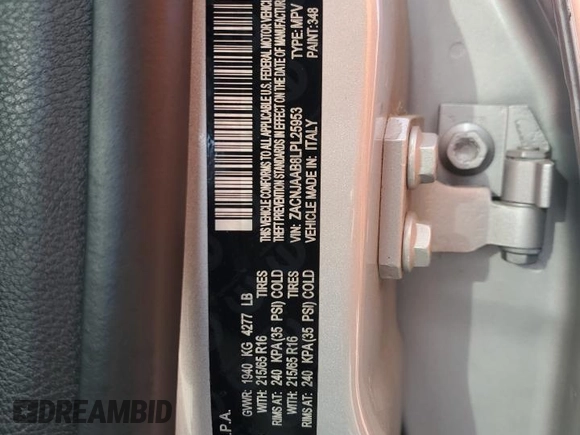 .P.A.
GVWR: 1940 KG 4277 LB
WITH: 215/65 R16 TIRES
RIMS AT: 240 KPA(35 PSI) COLD
WITH: 215/65 R16 TIRES
RIMS AT: 240 KPA(35 PSI) COLD
THIS VEHICLE CONFORMS TO ALL APPLICABLE U.S. FEDERAL MOTOR VEHIC
THEFT PREVENTION STANDARDS IN EFFECT ON THE DATE OF MANUFACTUR
VIN: ZACNJAAB8LPL25953 TYPE: MPV
VEHICLE MADE IN: ITALY PAINT: 348
DREAMBID